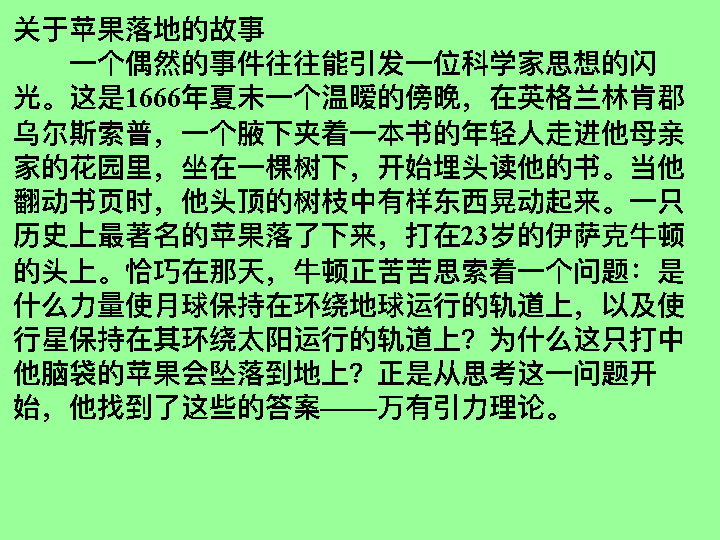 关于苹果落地的故事
一个偶然的事件往往能引发一位科学家思想的闪
光。这是1666年夏末一个温暖的傍晚，在英格兰林肯郡
乌尔斯索普，一个腋下夹着一本书的年轻人走进他母亲
家的花园里，坐在一棵树下，开始埋头读他的书。当他
翻动书页时，他头顶的树枝中有样东西晃动起来。一只
历史上最著名的苹果落了下来，打在23岁的伊萨克牛顿
的头上。恰巧在那天，牛顿正苦苦思索着一个问题：是
什么力量使月球保持在环绕地球运行的轨道上，以及使
行星保持在其环绕太阳运行的轨道上？为什么这只打中
他脑袋的苹果会坠落到地上？正是从思考这一问题开
始，他找到了这些的答案——万有引力理论。